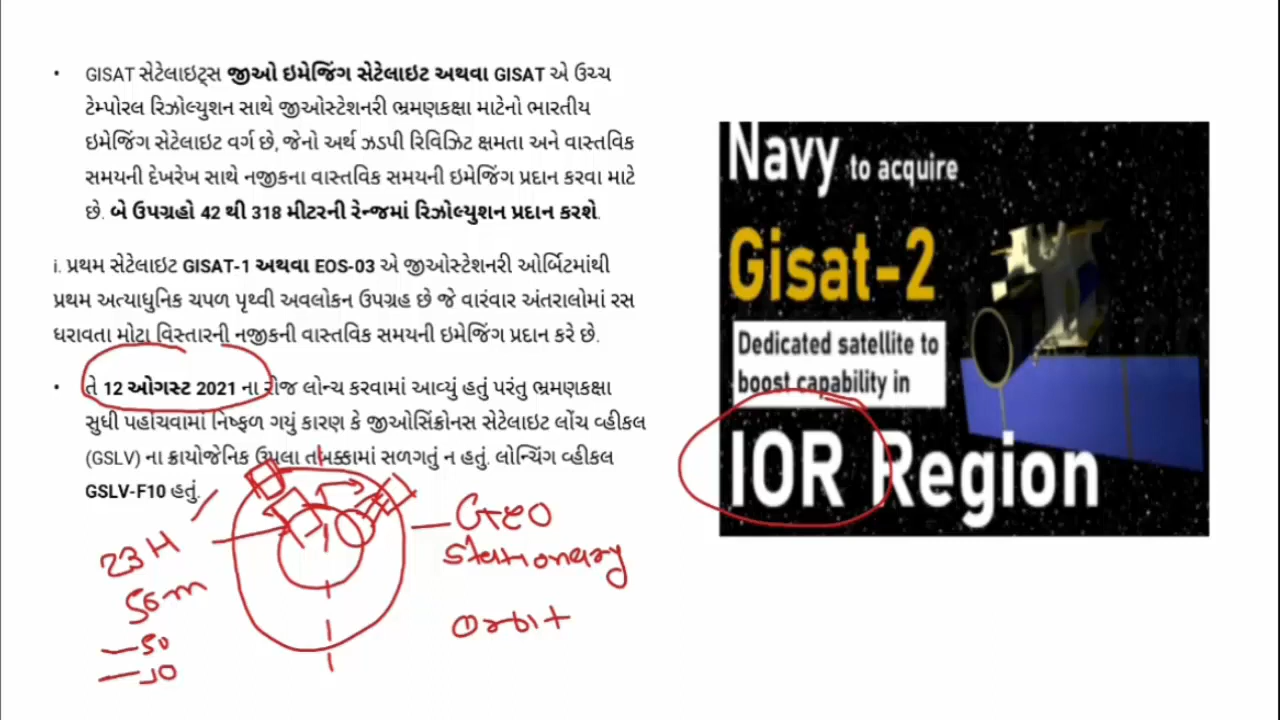 • GISAT સેટેલાઇટ્સ જીઓ ઇમેજિંગ સેટેલાઇટ અથવા GISAT એ ઉચ્ચ
ટેમ્પોરલ રિઝોલ્યુશન સાથે જીઓસ્ટેશનરી ભ્રમણકક્ષા માટેનો ભારતીય
ઇમેજિંગ સેટેલાઇટ વર્ગ છે, જેનો અર્થ ઝડપી રિવિઝિટ ક્ષમતા અને વાસ્તવિક
સમયની દેખરેખ સાથે નજીકના વાસ્તવિક સમયની ઇમેજિંગ પ્રદાન કરવા માટે
છે. બે ઉપગ્રહો 42 થી 318 મીટરની રેન્જમાં રિઝોલ્યુશન પ્રદાન કરશે.
i. પ્રથમ સેટેલાઇટ GISAT-1 અથવા EOS-03 એ જીઓસ્ટેશનરી ઓર્બિટમાંથી
પ્રથમ અત્યાધુનિક ચપળ પૃથ્વી અવલોકન ઉપગ્રહ છે જે વારંવાર અંતરાલોમાં રસ
ધરાવતા મોટા વિસ્તારની નજીકની વાસ્તવિક સમયની ઇમેજિંગ પ્રદાન કરે છે.
• તે 12 ઓગસ્ટ 2021 ના રોજ લોન્ચ કરવામાં આવ્યું હતું પરંતુ ભ્રમણકક્ષા
સુધી પહોંચવામાં નિષ્ફળ ગયું કારણ કે જીઓસિંક્રોનસ સેટેલાઇટ લોંચ વ્હીકલ
(GSLV) ના ક્રાયોજેનિક ઉપલા તબક્કામાં સળગતું ન હતું. લોન્ચિંગ વ્હીકલ
GSLV-F10 હતું.
Geo
Stationary
Orbit
23 H
56 m
Navy to acquire
Gisat-2
Dedicated satellite to
boost capability in
IOR Region